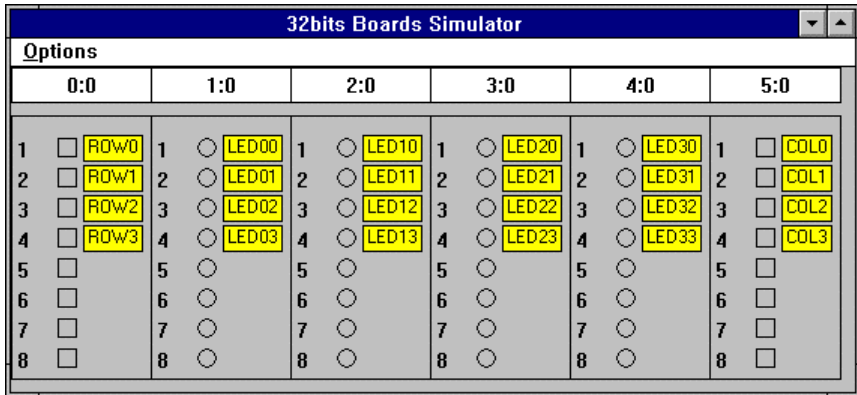 32bits Boards Simulator
Options
0:0 1:0 2:0 3:0 4:0 5:0
1 ROW0 1 LED00 1 LED10 1 LED20 1 LED30 1 COL0
2 ROW1 2 LED01 2 LED11 2 LED21 2 LED31 2 COL1
3 ROW2 3 LED02 3 LED12 3 LED22 3 LED32 3 COL2
4 ROW3 4 LED03 4 LED13 4 LED23 4 LED33 4 COL3
5 5 5 5 5 5
6 6 6 6 6 6
7 7 7 7 7 7
8 8 8 8 8 8